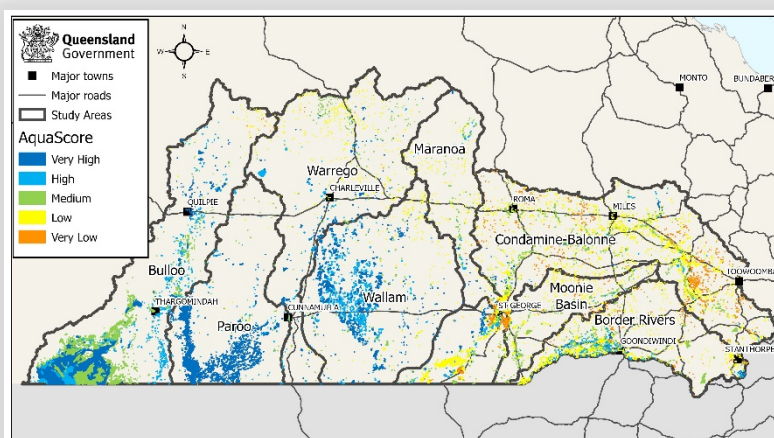 Queensland
Government
Major towns
Major roads
Study Areas
AquaScore
Very High
High
Medium
Low
Very Low
N
W
E
S
MONTO
BUNDABER
Maranoa
Warrego
CHARLEVILLE
QUILPIE
ROMA
MILES
Condamine-Balonne
TOOWOOMBA
Bulloo
Wallam
Moonie
Basin
THARGOMINDAH
CUNNAMULLA
ST GEORGE
Paroo
Border Rivers
GOONDIWINDI
STANTHORPE